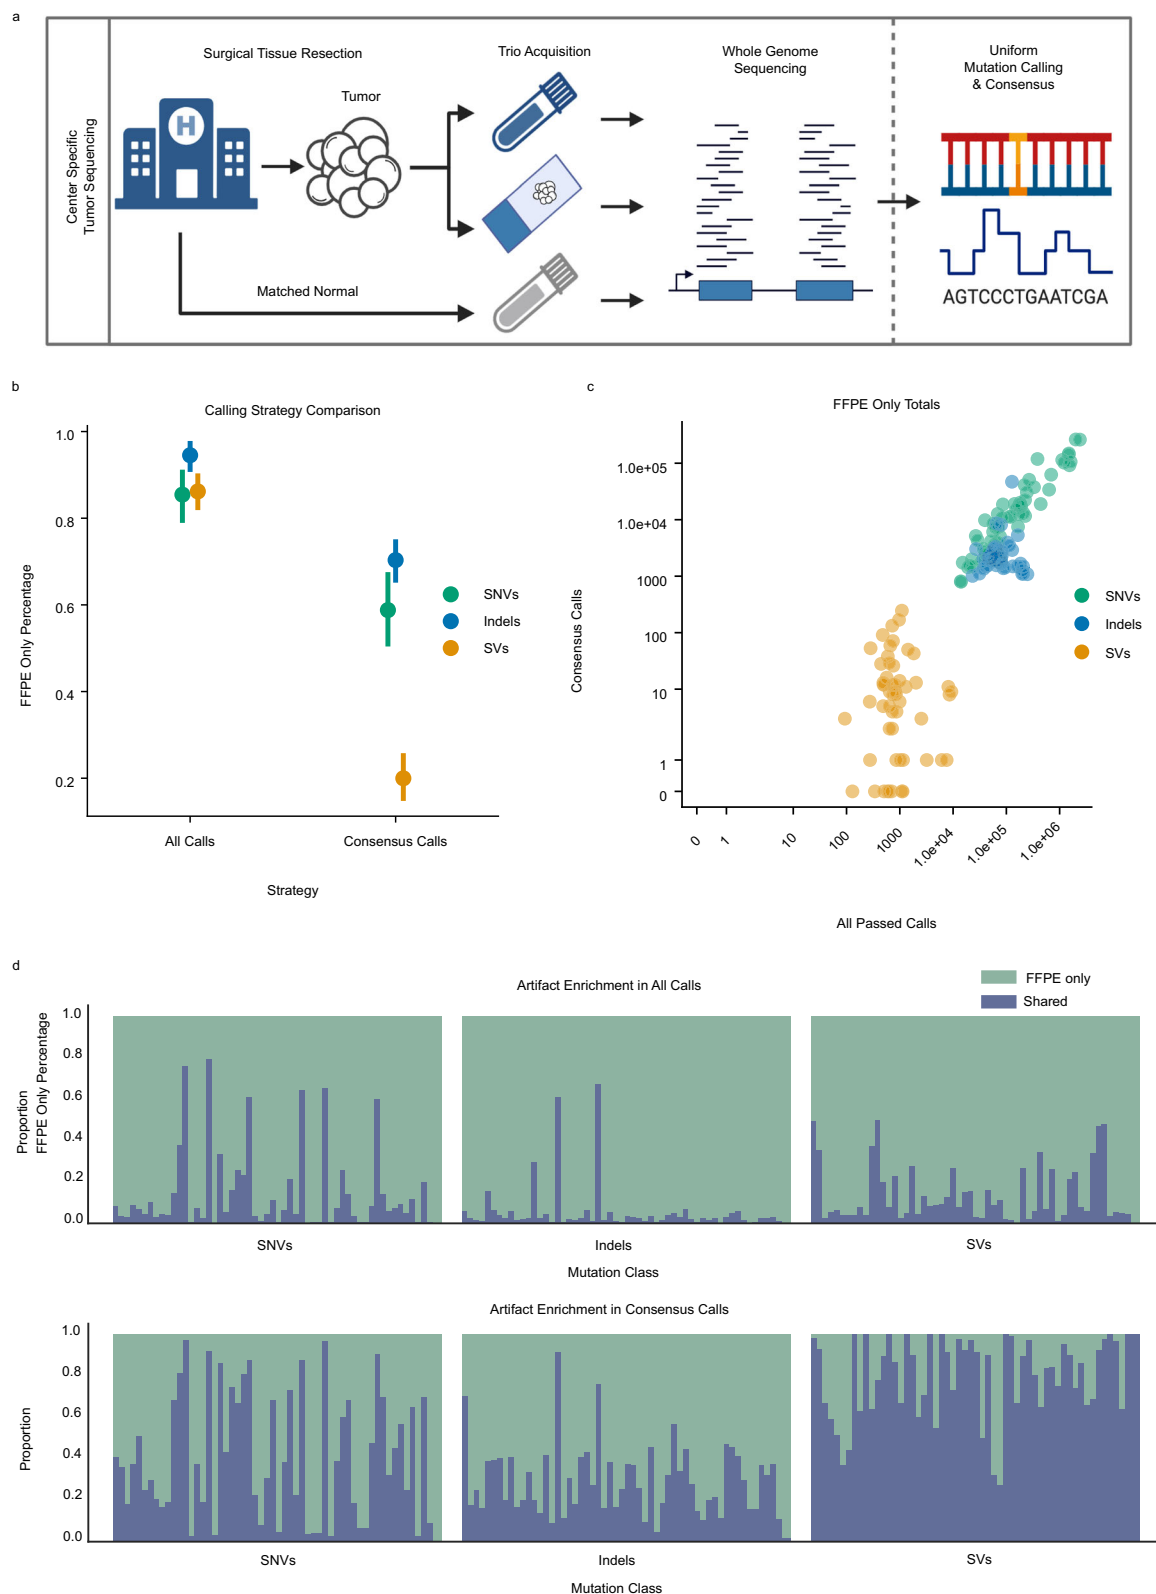 a
Surgical Tissue Resection
Trio Acquisition
Whole Genome
Sequencing
Uniform
Mutation Calling
& Consensus
Center Specific
Tumor Sequencing
H
Tumor
Matched Normal
AGTCCCTGAATCGA
b
Calling Strategy Comparison
FFPE Only Percentage
1.0
0.8
0.6
0.4
0.2
SNVs
Indels
SVs
All Calls
Consensus Calls
Strategy
c
FFPE Only Totals
Consensus Calls
1.0e+05
1.0e+04
1000
100
10
1
0
SNVs
Indels
SVs
0
1
10
100
1000
1.0e+04
1.0e+05
1.0e+06
All Passed Calls
d
Artifact Enrichment in All Calls
FFPE only
Shared
Proportion
FFPE Only Percentage
1.0
0.8
0.6
0.4
0.2
0.0
SNVs
Indels
SVs
Mutation Class
Artifact Enrichment in Consensus Calls
Proportion
1.0
0.8
0.6
0.4
0.2
0.0
SNVs
Indels
SVs
Mutation Class